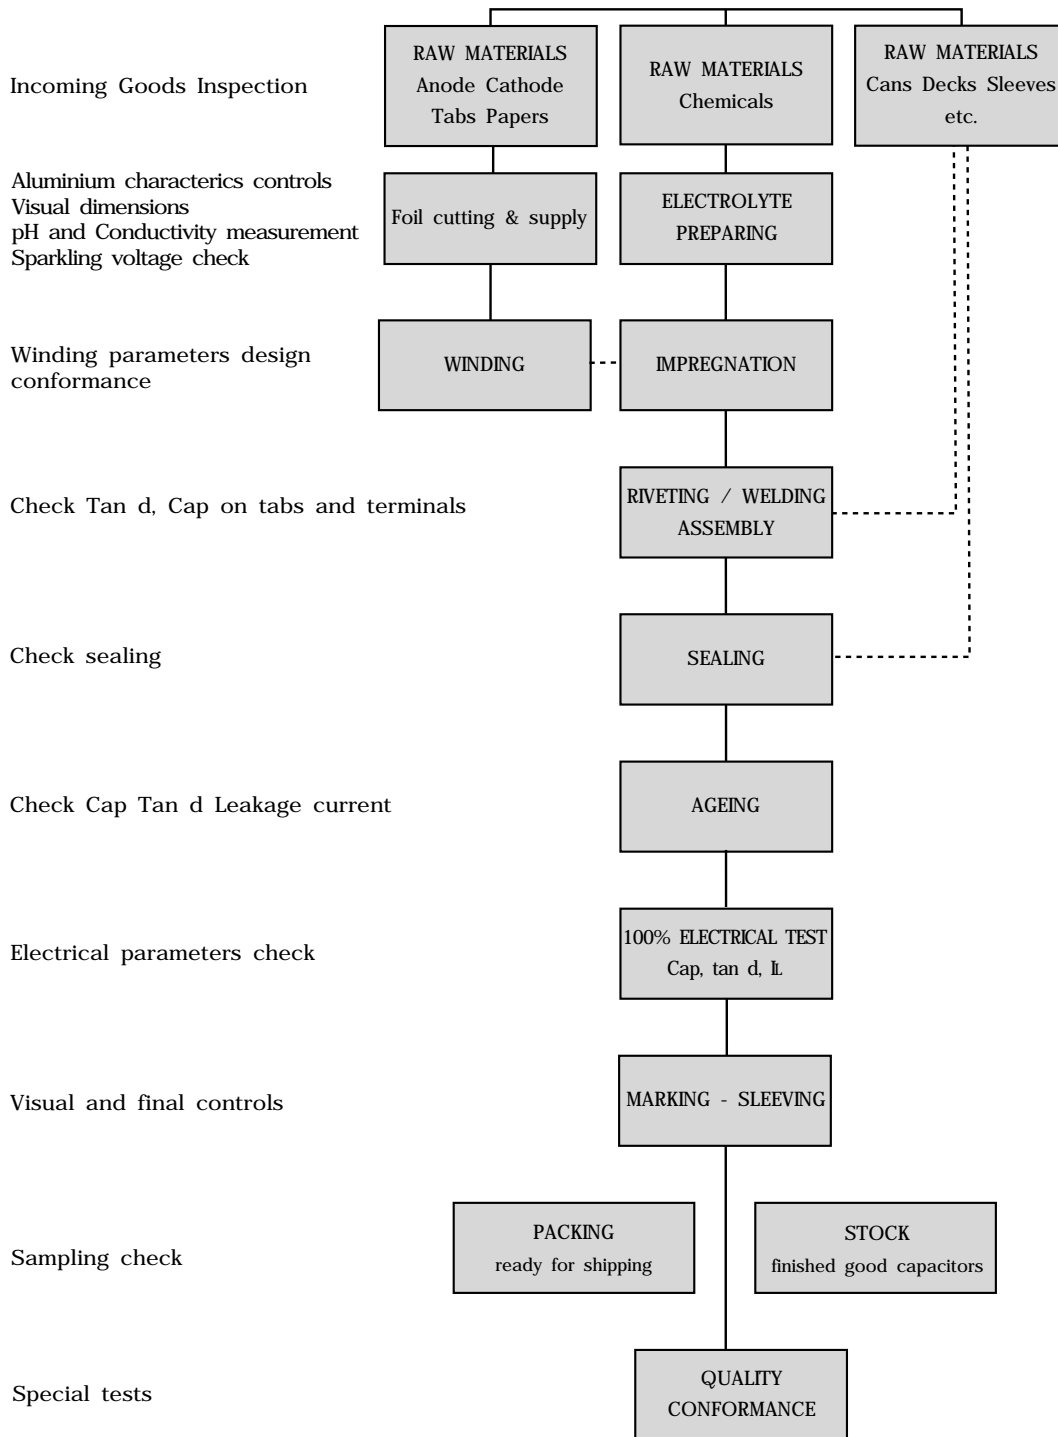 RAW MATERIALS
Anode Cathode
Tabs Papers
RAW MATERIALS
Chemicals
RAW MATERIALS
Cans Decks Sleeves
etc.
Incoming Goods Inspection
Aluminium characterics controls
Visual dimensions
pH and Conductivity measurement
Sparkling voltage check
Foil cutting & supply
ELECTROLYTE
PREPARING
Winding parameters design
conformance
WINDING
IMPREGNATION
Check Tan d, Cap on tabs and terminals
RIVETING / WELDING
ASSEMBLY
Check sealing
SEALING
Check Cap Tan d Leakage current
AGEING
Electrical parameters check
100% ELECTRICAL TEST
Cap, tan d, IL
Visual and final controls
MARKING - SLEEVING
Sampling check
PACKING
ready for shipping
STOCK
finished good capacitors
Special tests
QUALITY
CONFORMANCE